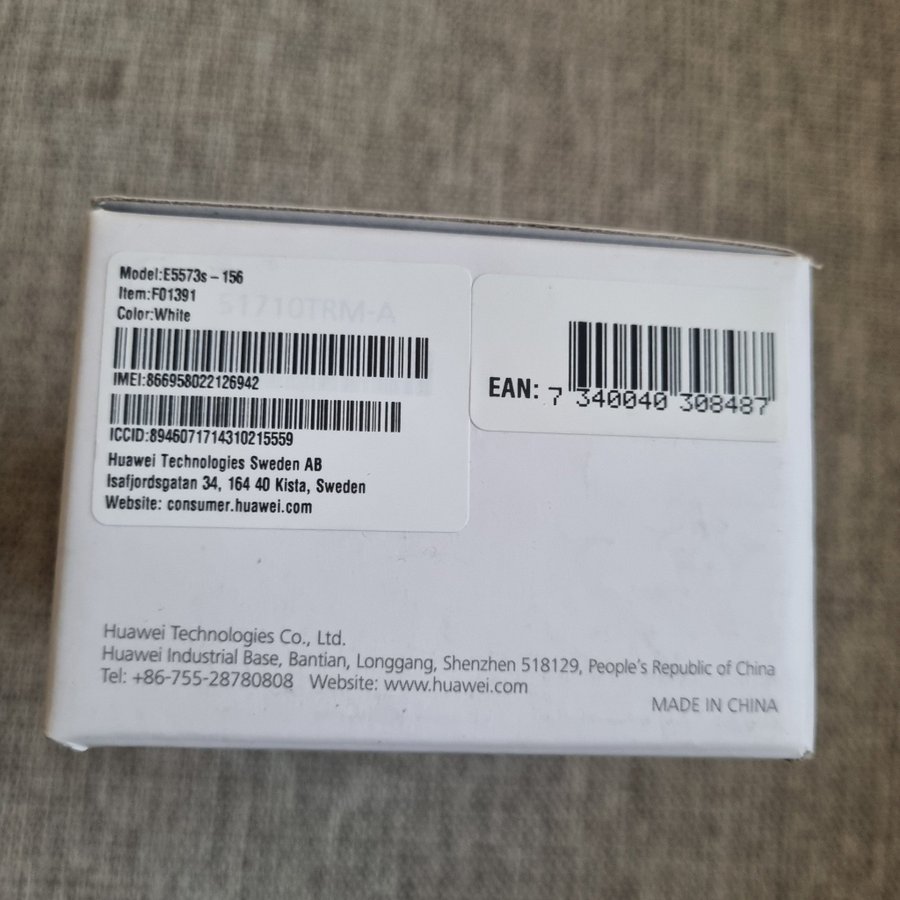 Model:E5573s-156
Item:F01391
Color:White
51710TRM-A
IMEI:866958022126942
ICCID:8946071714310215559
Huawei Technologies Sweden AB
Isafjordsgatan 34, 164 40 Kista, Sweden
Website: consumer.huawei.com
EAN: 7 340040 308487
Huawei Technologies Co., Ltd.
Huawei Industrial Base, Bantian, Longgang, Shenzhen 518129, People's Republic of China
Tel: +86-755-28780808 Website: www.huawei.com
MADE IN CHINA